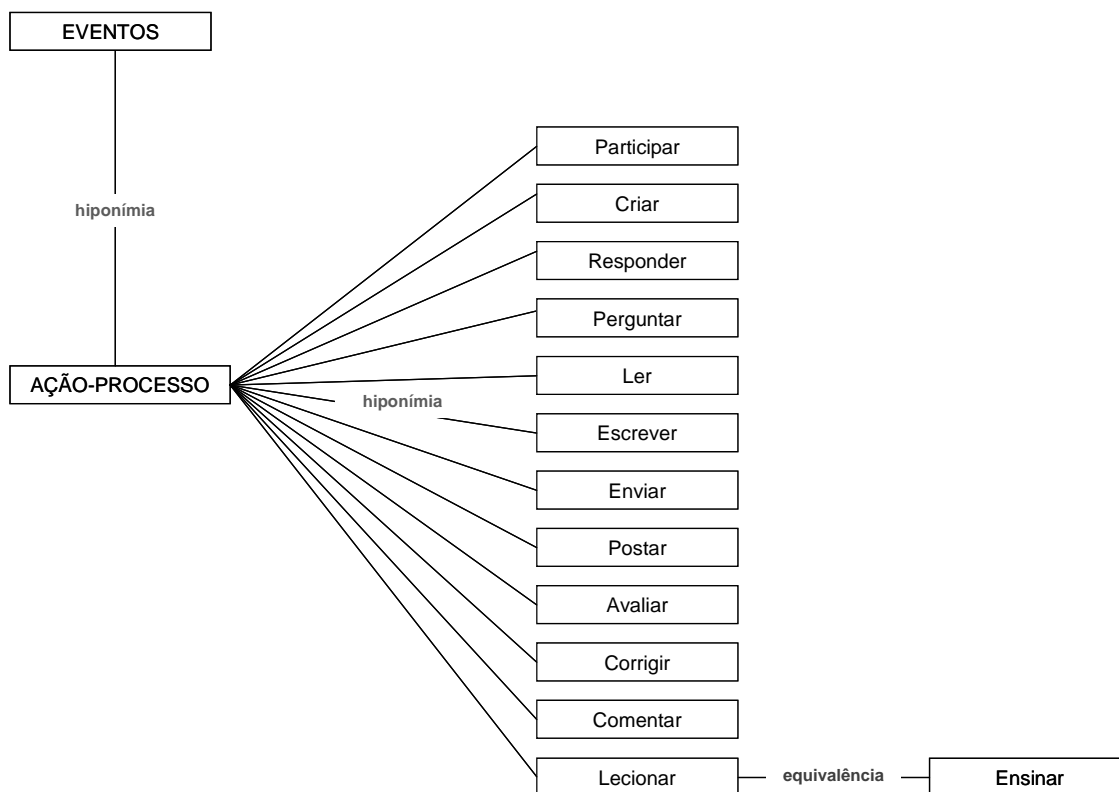 EVENTOS
Participar
hiponímia
Criar
Responder
Perguntar
AÇÃO-PROCESSO
Ler
hiponímia
Escrever
Enviar
Postar
Avaliar
Corrigir
Comentar
Lecionar
equivalência
Ensinar